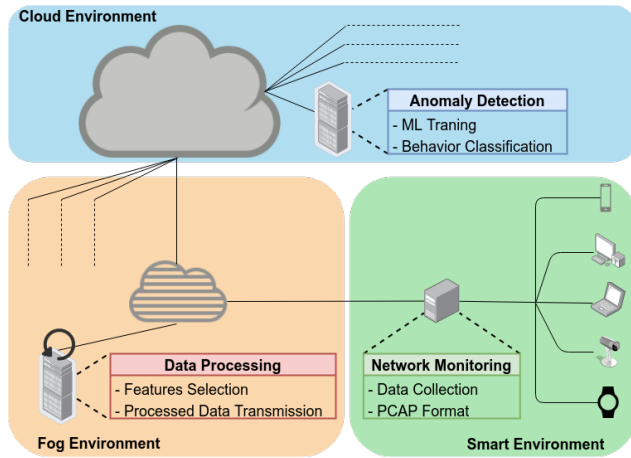 Cloud Environment
Anomaly Detection
- ML Traning
- Behavior Classification
Data Processing
- Features Selection
- Processed Data Transmission
Fog Environment
Network Monitoring
- Data Collection
- PCAP Format
Smart Environment